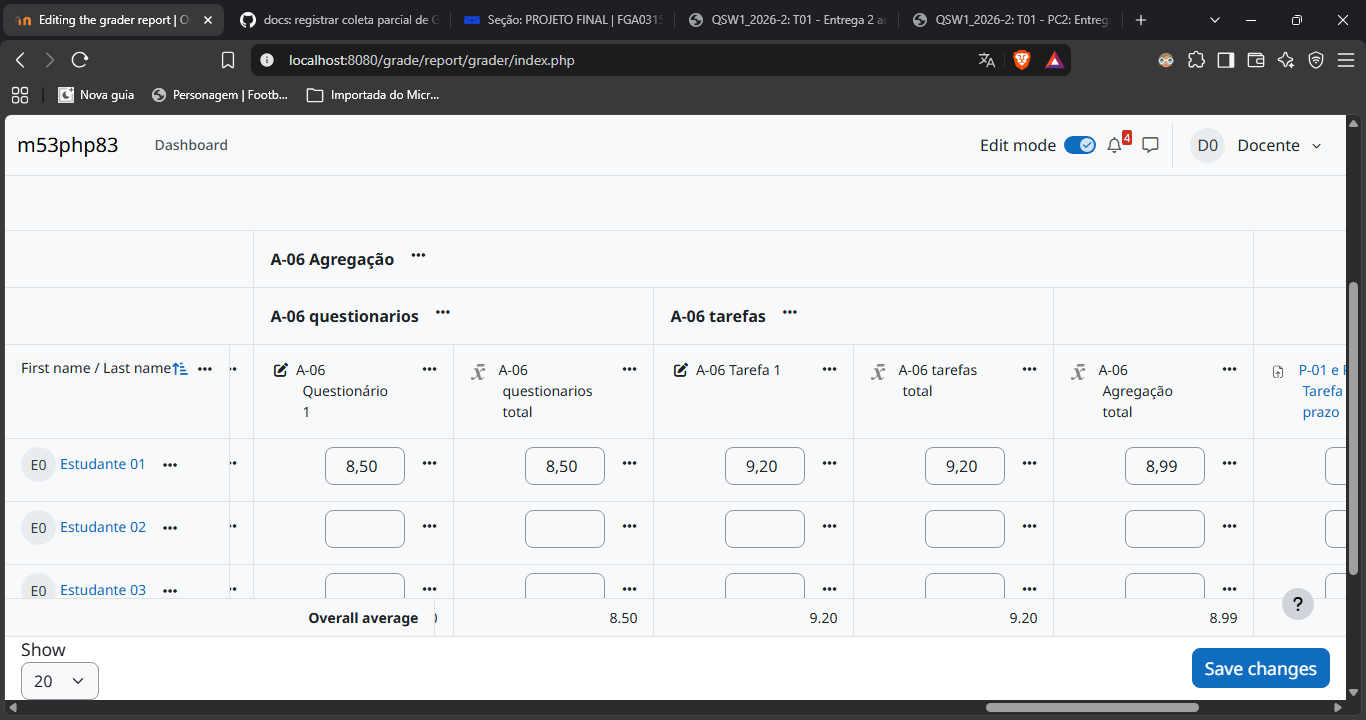 Editing the grader report | O
docs: registrar coleta parcial de G
Seção: PROJETO FINAL | FGA0315
QSW1_2026-2: T01 - Entrega 2 a
QSW1_2026-2: T01 - PC2: Entreg
localhost:8080/grade/report/grader/index.php
Nova guia
Personagem | Footb...
Importada do Micr...
m53php83
Dashboard
Edit mode
4
D0
Docente
A-06 Agregação
A-06 questionarios
A-06 tarefas
First name / Last name
A-06
Questionário
1
A-06
questionarios
total
A-06 Tarefa 1
A-06 tarefas
total
A-06
Agregação
total
P-01 e
Tarefa
prazo
E0 Estudante 01 8,50 8,50 9,20 9,20 8,99
E0 Estudante 02
E0 Estudante 03
Overall average 8.50 9.20 9.20 8.99
?
Show
20
Save changes